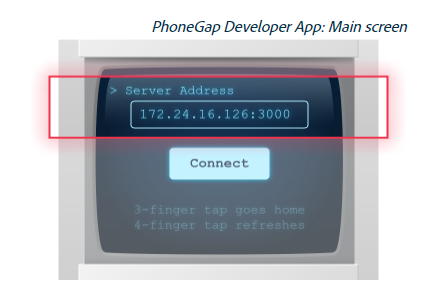 PhoneGap Developer App: Main screen
> Server Address
172.24.16.126:3000
Connect
3-finger tap goes home
4-finger tap refreshes